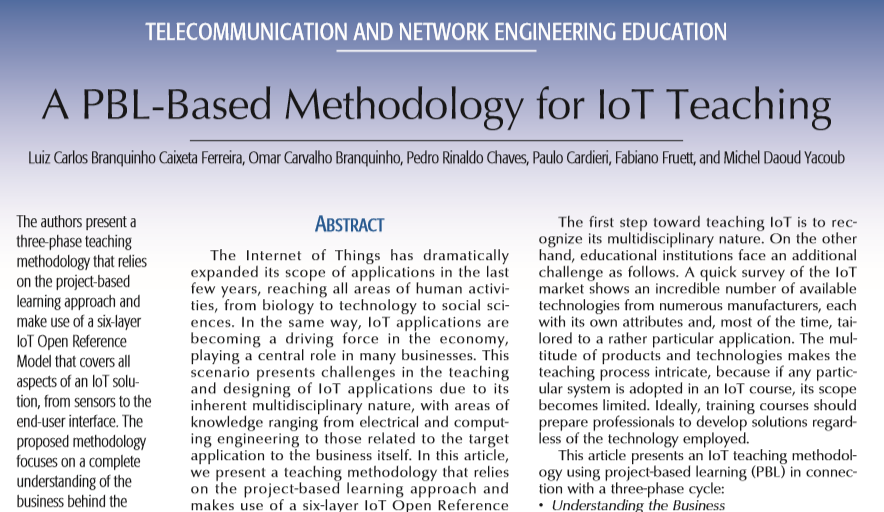 TELECOMMUNICATION AND NETWORK ENGINEERING EDUCATION
A PBL-Based Methodology for IoT Teaching
Luiz Carlos Branquinho Caixeta Ferreira, Omar Carvalho Branquinho, Pedro Rinaldo Chaves, Paulo Cardieri, Fabiano Fruett, and Michel Daoud Yacoub
The authors present a
three-phase teaching
methodology that relies
on the project-based
learning approach and
make use of a six-layer
IoT Open Reference
Model that covers all
aspects of an IoT solu-
tion, from sensors to the
end-user interface. The
proposed methodology
focuses on a complete
understanding of the
business behind the
ABSTRACT
The Internet of Things has dramatically
expanded its scope of applications in the last
few years, reaching all areas of human activi-
ties, from biology to technology to social sci-
ences. In the same way, IoT applications are
becoming a driving force in the economy,
playing a central role in many businesses. This
scenario presents challenges in the teaching
and designing of IoT applications due to its
inherent multidisciplinary nature, with areas of
knowledge ranging from electrical and comput-
ing engineering to those related to the target
application to the business itself. In this article,
we present a teaching methodology that relies
on the project-based learning approach and
makes use of a six-layer IoT Open Reference
The first step toward teaching IoT is to rec-
ognize its multidisciplinary nature. On the other
hand, educational institutions face an additional
challenge as follows. A quick survey of the IoT
market shows an incredible number of available
technologies from numerous manufacturers, each
with its own attributes and, most of the time, tai-
lored to a rather particular application. The mul-
titude of products and technologies makes the
teaching process intricate, because if any partic-
ular system is adopted in an IoT course, its scope
becomes limited. Ideally, training courses should
prepare professionals to develop solutions regard-
less of the technology employed.
This article presents an IoT teaching methodol-
ogy using project-based learning (PBL) in connec-
tion with a three-phase cycle:
• Understanding the Business